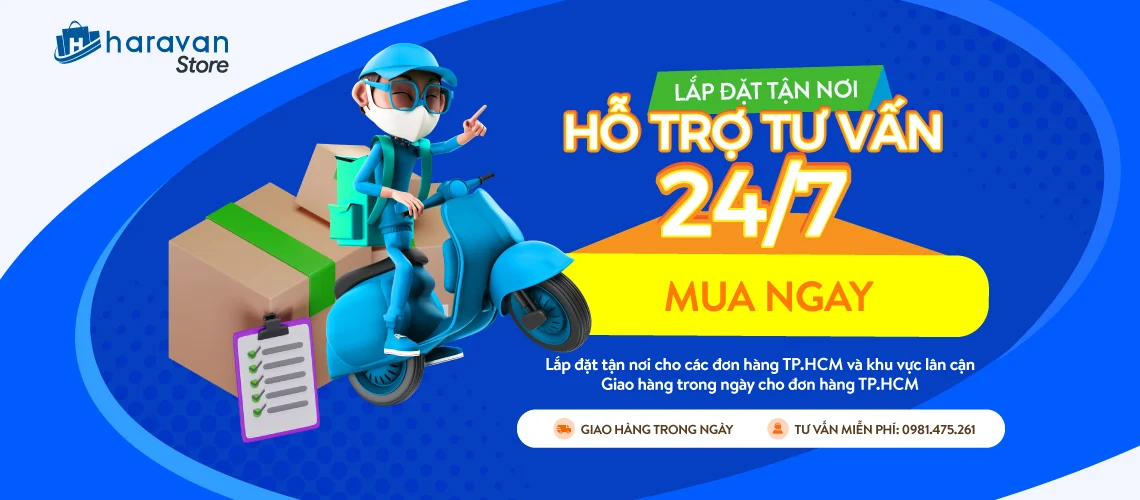 haravan
Store
LẮP ĐẶT TẬN NƠI
HỖ TRỢ TƯ VẤN
24/7
MUA NGAY
Lắp đặt tận nơi cho các đơn hàng TP.HCM và khu vực lân cận
Giao hàng trong ngày cho đơn hàng TP.HCM
GIAO HÀNG TRONG NGÀY
TƯ VẤN MIỄN PHÍ: 0981.475.261